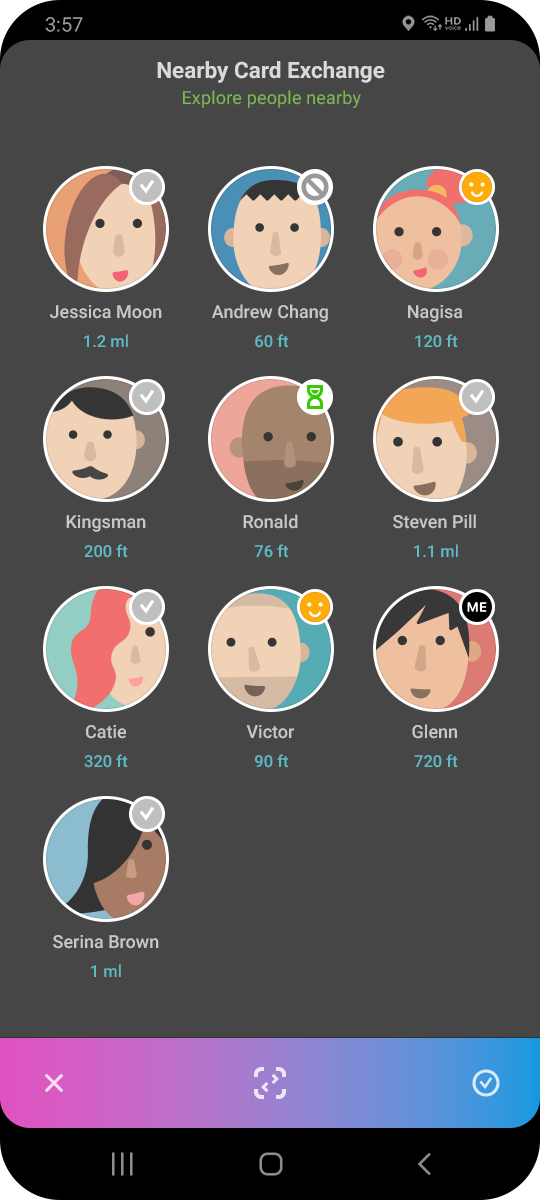 3:57
HD
voice
Nearby Card Exchange
Explore people nearby
Jessica Moon
1.2 ml
Andrew Chang
60 ft
Nagisa
120 ft
Kingsman
200 ft
Ronald
76 ft
Steven Pill
1.1 ml
Catie
320 ft
Victor
90 ft
ME
Glenn
720 ft
Serina Brown
1 ml